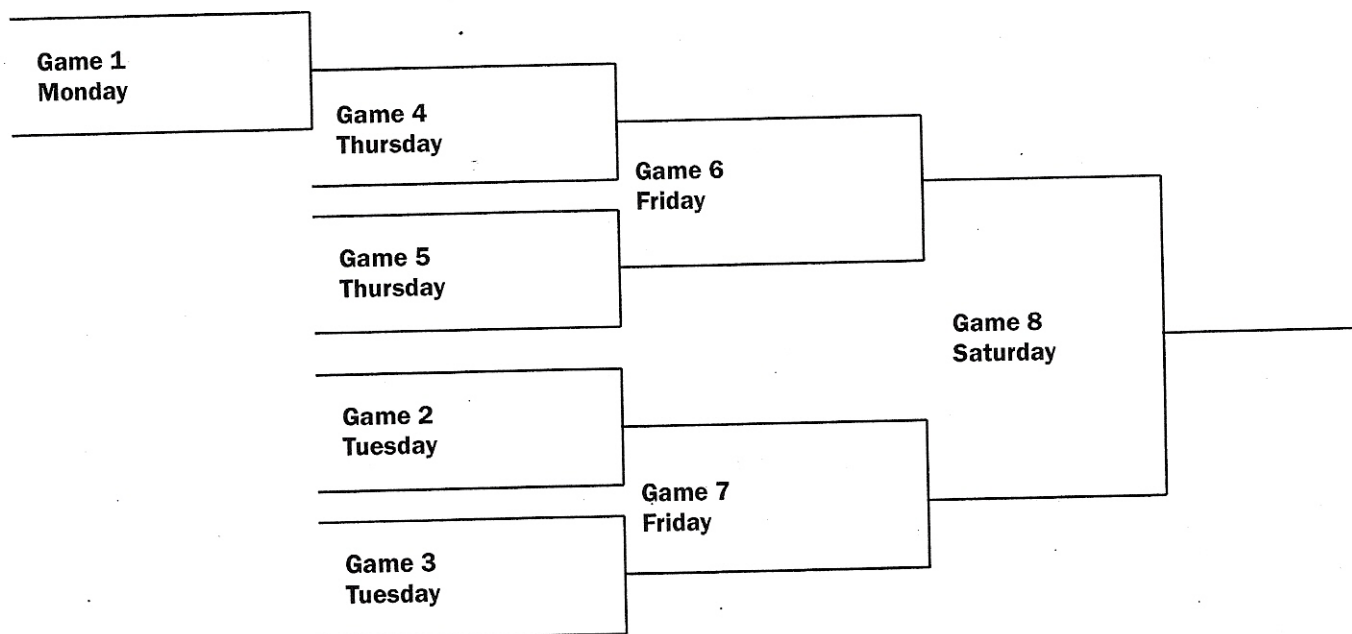 Game 1
Monday
Game 4
Thursday
Game 6
Friday
Game 5
Thursday
Game 8
Saturday
Game 2
Tuesday
Game 7
Friday
Game 3
Tuesday